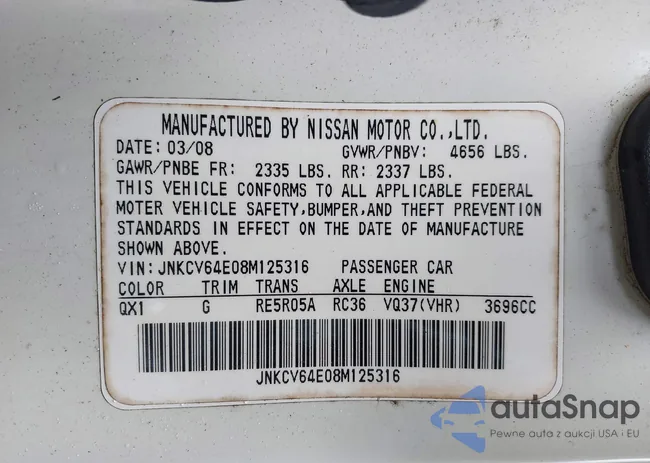 MANUFACTURED BY NISSAN MOTOR CO.,LTD.
DATE: 03/08 GVWR/PNBV: 4656 LBS.
GAWR/PNBE FR: 2335 LBS. RR: 2337 LBS.
THIS VEHICLE CONFORMS TO ALL APPLICABLE FEDERAL
MOTOR VEHICLE SAFETY,BUMPER,AND THEFT PREVENTION
STANDARDS IN EFFECT ON THE DATE OF MANUFACTURE
SHOWN ABOVE.
VIN: JNKCV64E08M125316 PASSENGER CAR
COLOR TRIM TRANS AXLE ENGINE
QX1 G RE5R05A RC36 VQ37(VHR) 3696CC
JNKCV64E08M125316
autaSnap
Pewne auta z aukcji USA i EU